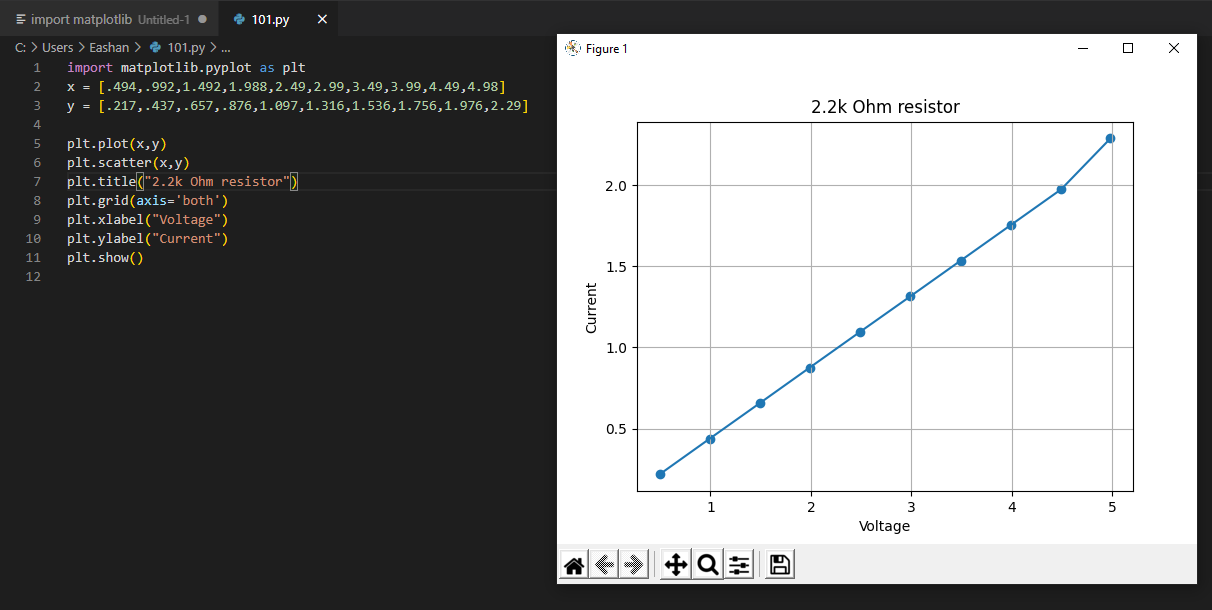 import matplotlib Untitled-1
101.py
C: > Users > Eashan > 101.py > ...
1 import matplotlib.pyplot as plt
2 x = [.494,.992,1.492,1.988,2.49,2.99,3.49,3.99,4.49,4.98]
3 y = [.217,.437,.657,.876,1.097,1.316,1.536,1.756,1.976,2.29]
4
5 plt.plot(x,y)
6 plt.scatter(x,y)
7 plt.title("2.2k Ohm resistor")
8 plt.grid(axis='both')
9 plt.xlabel("Voltage")
10 plt.ylabel("Current")
11 plt.show()
12
Figure 1
2.2k Ohm resistor
2.0
1.5
1.0
0.5
Current
1 2 3 4 5
Voltage